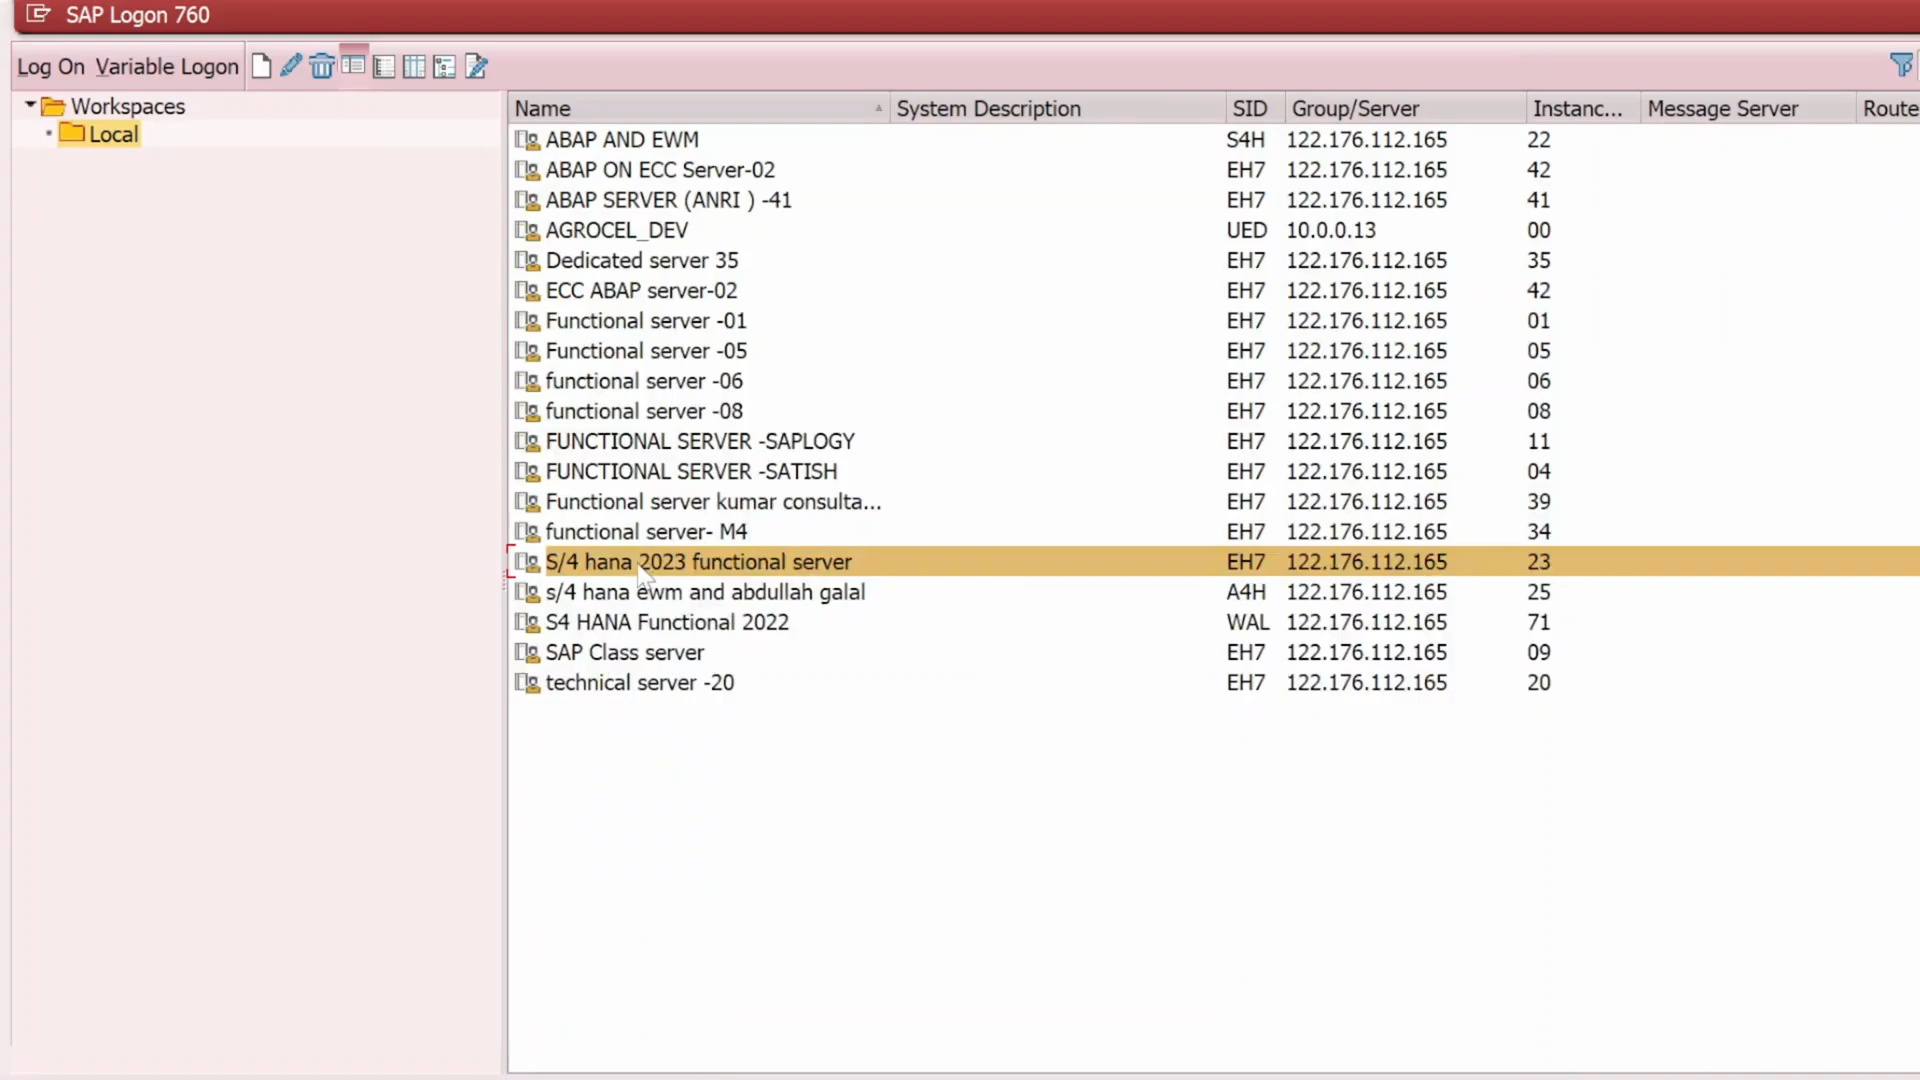 SAP Logon 760
Log On Variable Logon
Workspaces
Local
Name System Description SID Group/Server Instanc... Message Server Route
ABAP AND EWM S4H 122.176.112.165 22
ABAP ON ECC Server-02 EH7 122.176.112.165 42
ABAP SERVER (ANRI ) -41 EH7 122.176.112.165 41
AGROCEL_DEV UED 10.0.0.13 00
Dedicated server 35 EH7 122.176.112.165 35
ECC ABAP server-02 EH7 122.176.112.165 42
Functional server -01 EH7 122.176.112.165 01
Functional server -05 EH7 122.176.112.165 05
functional server -06 EH7 122.176.112.165 06
functional server -08 EH7 122.176.112.165 08
FUNCTIONAL SERVER -SAPLOGY EH7 122.176.112.165 11
FUNCTIONAL SERVER -SATISH EH7 122.176.112.165 04
Functional server kumar consulta... EH7 122.176.112.165 39
functional server- M4 EH7 122.176.112.165 34
S/4 hana 2023 functional server EH7 122.176.112.165 23
s/4 hana ewm and abdullah galal A4H 122.176.112.165 25
S4 HANA Functional 2022 WAL 122.176.112.165 71
SAP Class server EH7 122.176.112.165 09
technical server -20 EH7 122.176.112.165 20